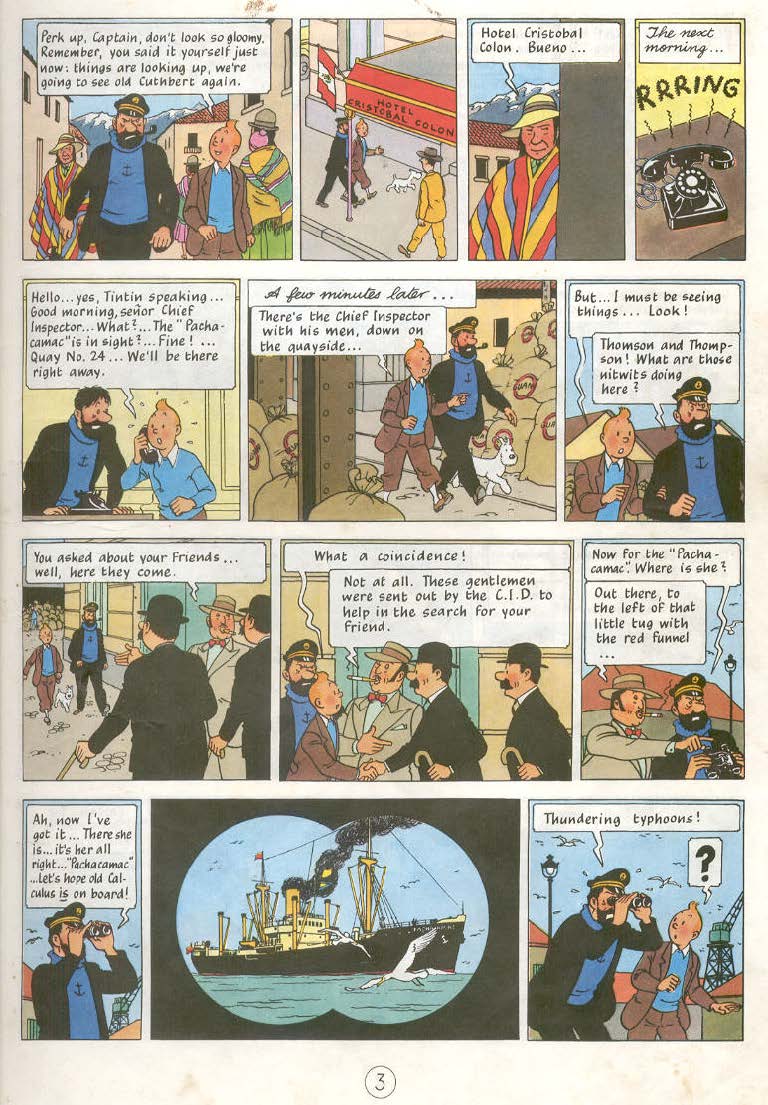 Perk up, Captain, don't look so gloomy.
Remember, you said it yourself just
now: things are looking up, we're
going to see old Cuthbert again.
HOTEL
CRISTOBAL COLON
Hotel Cristobal
Colon. Bueno ...
The next
morning...
RRRING
Hello... yes, Tintin speaking...
Good morning, señor Chief
Inspector... What?... The "Pacha-
camac" is in sight?... Fine! ...
Quay No. 24 ... We'll be there
right away.
A few minutes later...
There's the Chief Inspector
with his men, down on
the quayside...
GUAN
But... I must be seeing
things ... Look!
Thomson and Thomp-
son! What are those
nitwits doing
here?
You asked about your friends ...
well, here they come.
What a coincidence!
Not at all. These gentlemen
were sent out by the C.I.D. to
help in the search for your
friend.
Now for the "Pacha-
camac". Where is she?
Out there, to
the left of that
little tug with
the red funnel
...
Ah, now I've
got it ... There she
is... it's her all
right..."Pachacamac"
...Let's hope old Cal-
culus is on board!
Thundering typhoons!
?
3